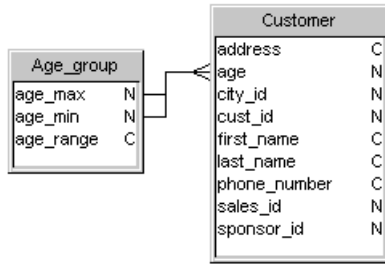 Age_group
age_max N
age_min N
age_range C
Customer
address C
age N
city_id N
cust_id N
first_name C
last_name C
phone_number C
sales_id N
sponsor_id N